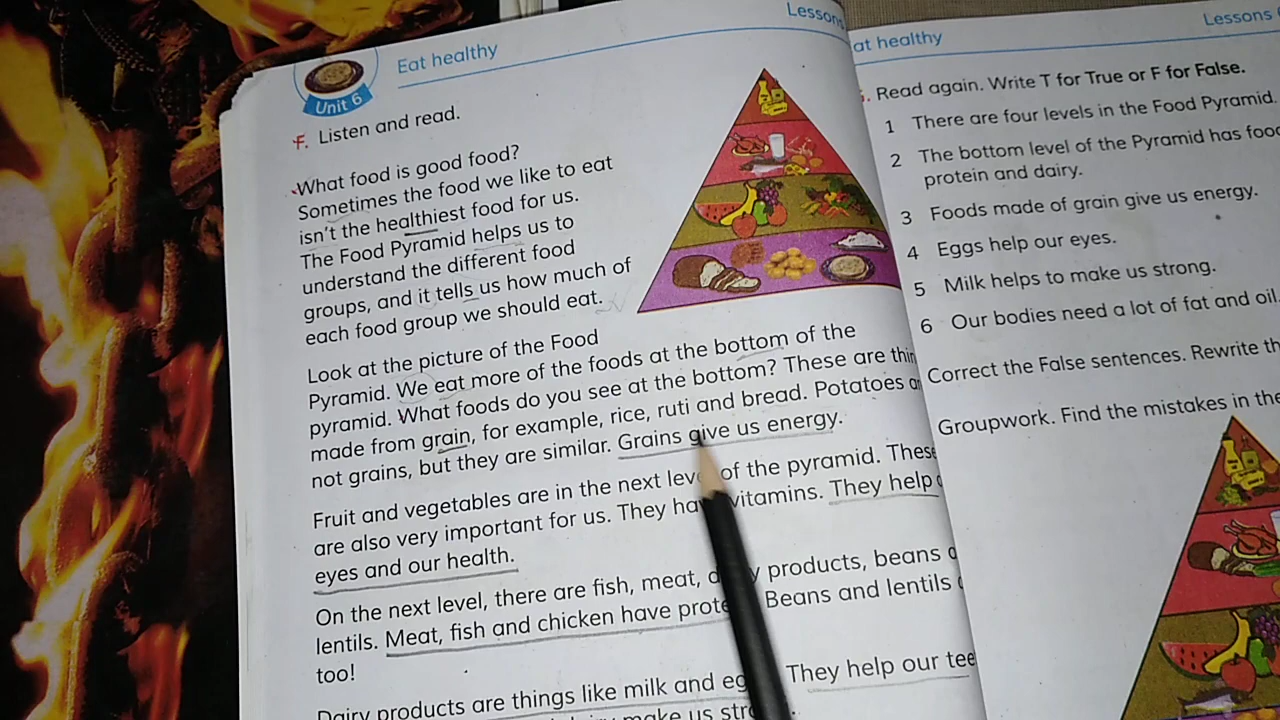 Unit 6
Eat healthy
Lessons
F. Listen and read.
What food is good food?
Sometimes the food we like to eat
isn't the healthiest food for us.
The Food Pyramid helps us to
understand the different food
groups, and it tells us how much of
each food group we should eat.
Look at the picture of the Food
Pyramid. We eat more of the foods at the bottom of the
pyramid. What foods do you see at the bottom? These are
made from grain, for example, rice, ruti and bread. Potatoes
not grains, but they are similar. Grains give us energy.
Fruit and vegetables are in the next level of the pyramid. These
are also very important for us. They have vitamins. They help
eyes and our health.
On the next level, there are fish, meat, dairy products, beans
lentils. Meat, fish and chicken have protein. Beans and lentils
too!
Dairy products are things like milk and They help our
make us
at healthy
Lessons
Read again. Write T for True or F for False.
1 There are four levels in the Food Pyramid.
2 The bottom level of the Pyramid has
protein and dairy.
3 Foods made of grain give us energy.
4 Eggs help our eyes.
5 Milk helps to make us strong.
6 Our bodies need a lot of fat and oil.
Correct the False sentences. Rewrite
Groupwork. Find the mistakes in the